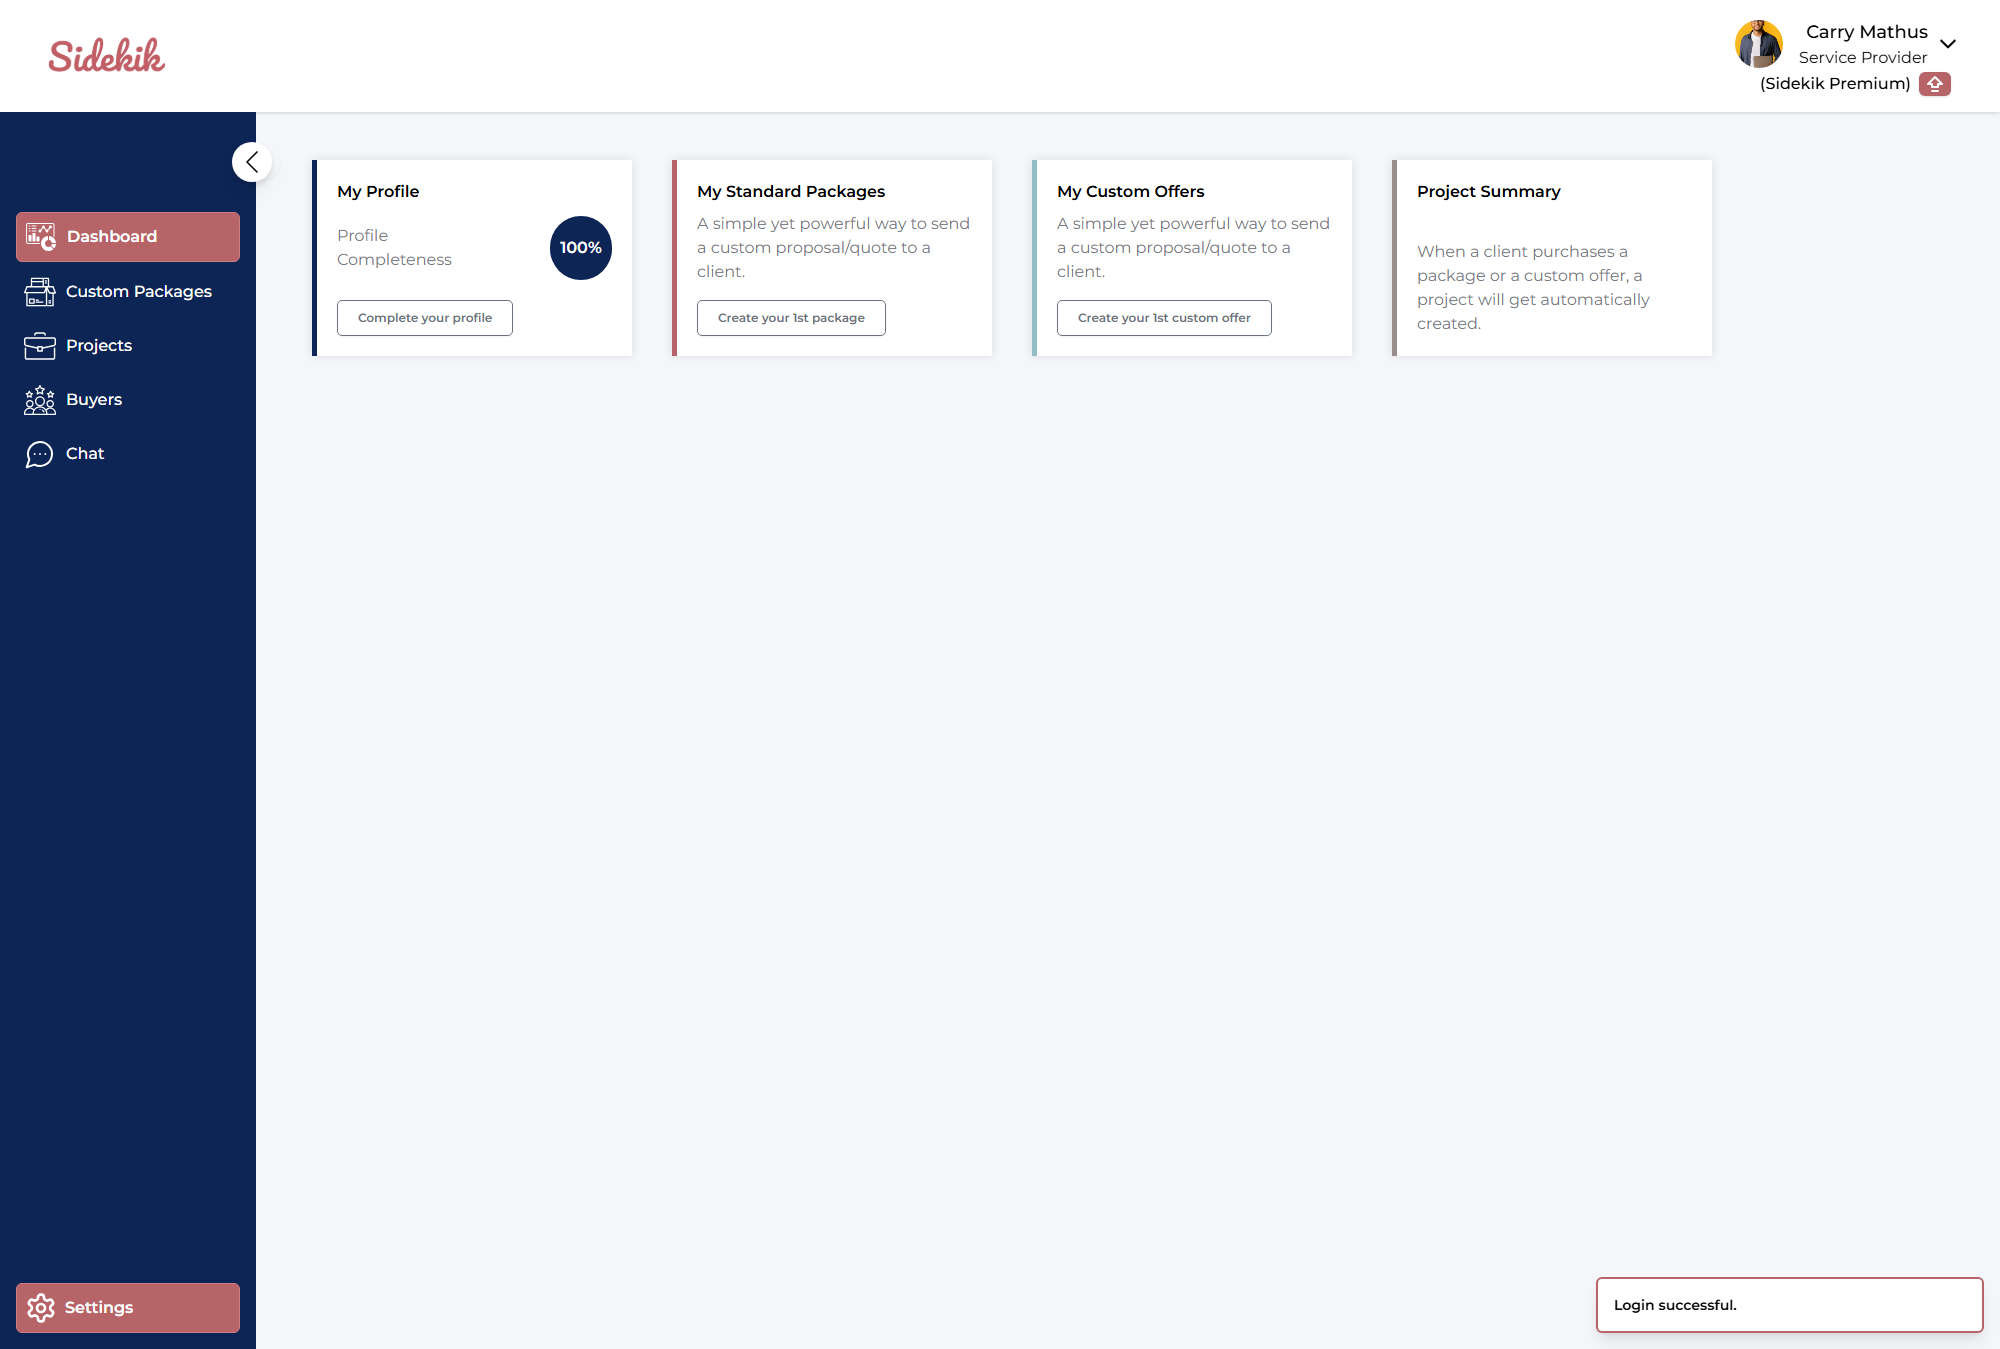 Sidekik
Carry Mathus
Service Provider
(Sidekik Premium)
Dashboard
Custom Packages
Projects
Buyers
Chat
Settings
My Profile
Profile
Completeness
100%
Complete your profile
My Standard Packages
A simple yet powerful way to send
a custom proposal/quote to a
client.
Create your 1st package
My Custom Offers
A simple yet powerful way to send
a custom proposal/quote to a
client.
Create your 1st custom offer
Project Summary
When a client purchases a
package or a custom offer, a
project will get automatically
created.
Login successful.